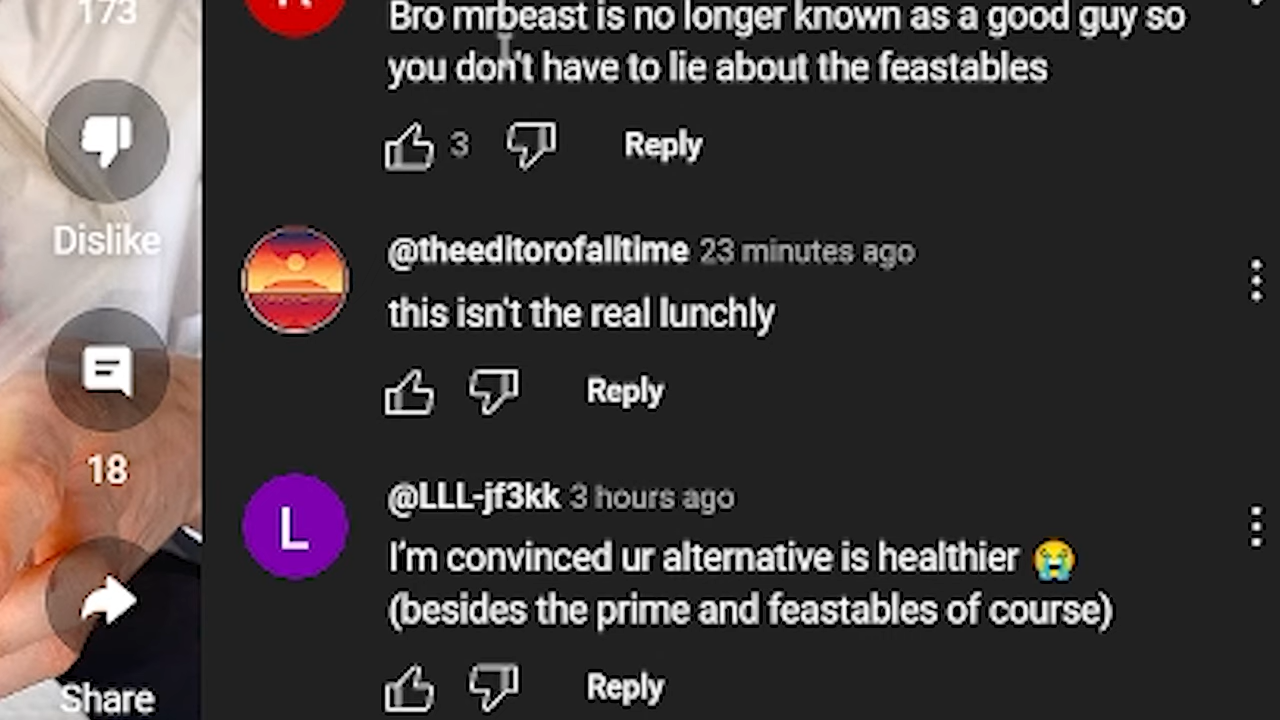 173
Bro mrbeast is no longer known as a good guy so
you don't have to lie about the feastables
3
Reply
Dislike
@theeditorofalltime 23 minutes ago
this isn't the real lunchly
Reply
18
@LLL-jf3kk 3 hours ago
L
I'm convinced ur alternative is healthier 😭
(besides the prime and feastables of course)
Reply
Share